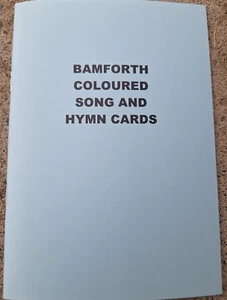 BAMFORTH
COLOURED
SONG AND
HYMN CARDS